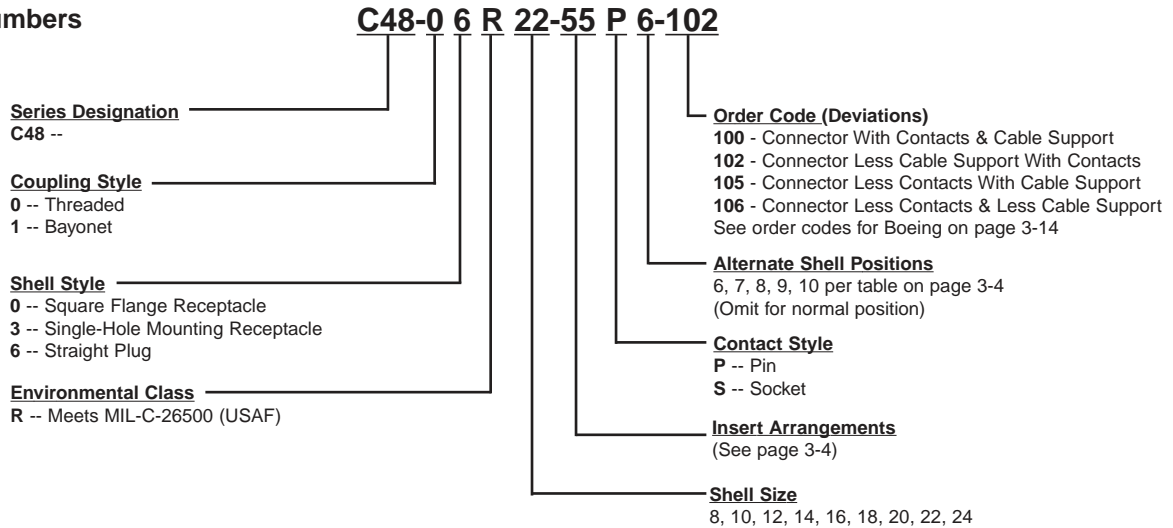 umbers
C48-0 6 R 22-55 P 6-102
Series Designation
C48 --
Coupling Style
0 -- Threaded
1 -- Bayonet
Shell Style
0 -- Square Flange Receptacle
3 -- Single-Hole Mounting Receptacle
6 -- Straight Plug
Environmental Class
R -- Meets MIL-C-26500 (USAF)
Order Code (Deviations)
100 - Connector With Contacts & Cable Support
102 - Connector Less Cable Support With Contacts
105 - Connector Less Contacts With Cable Support
106 - Connector Less Contacts & Less Cable Support
See order codes for Boeing on page 3-14
Alternate Shell Positions
6, 7, 8, 9, 10 per table on page 3-4
(Omit for normal position)
Contact Style
P -- Pin
S -- Socket
Insert Arrangements
(See page 3-4)
Shell Size
8, 10, 12, 14, 16, 18, 20, 22, 24